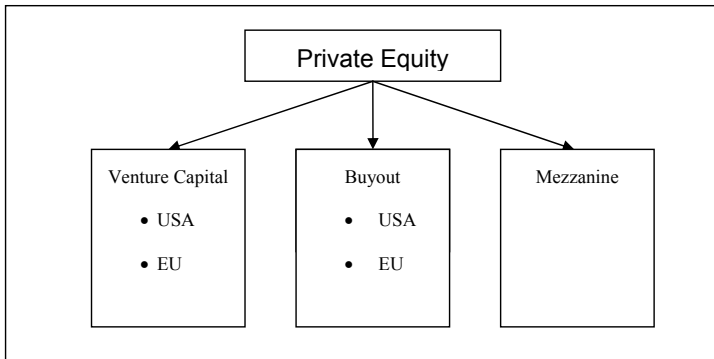 Private Equity
Venture Capital
• USA
• EU
Buyout
• USA
• EU
Mezzanine